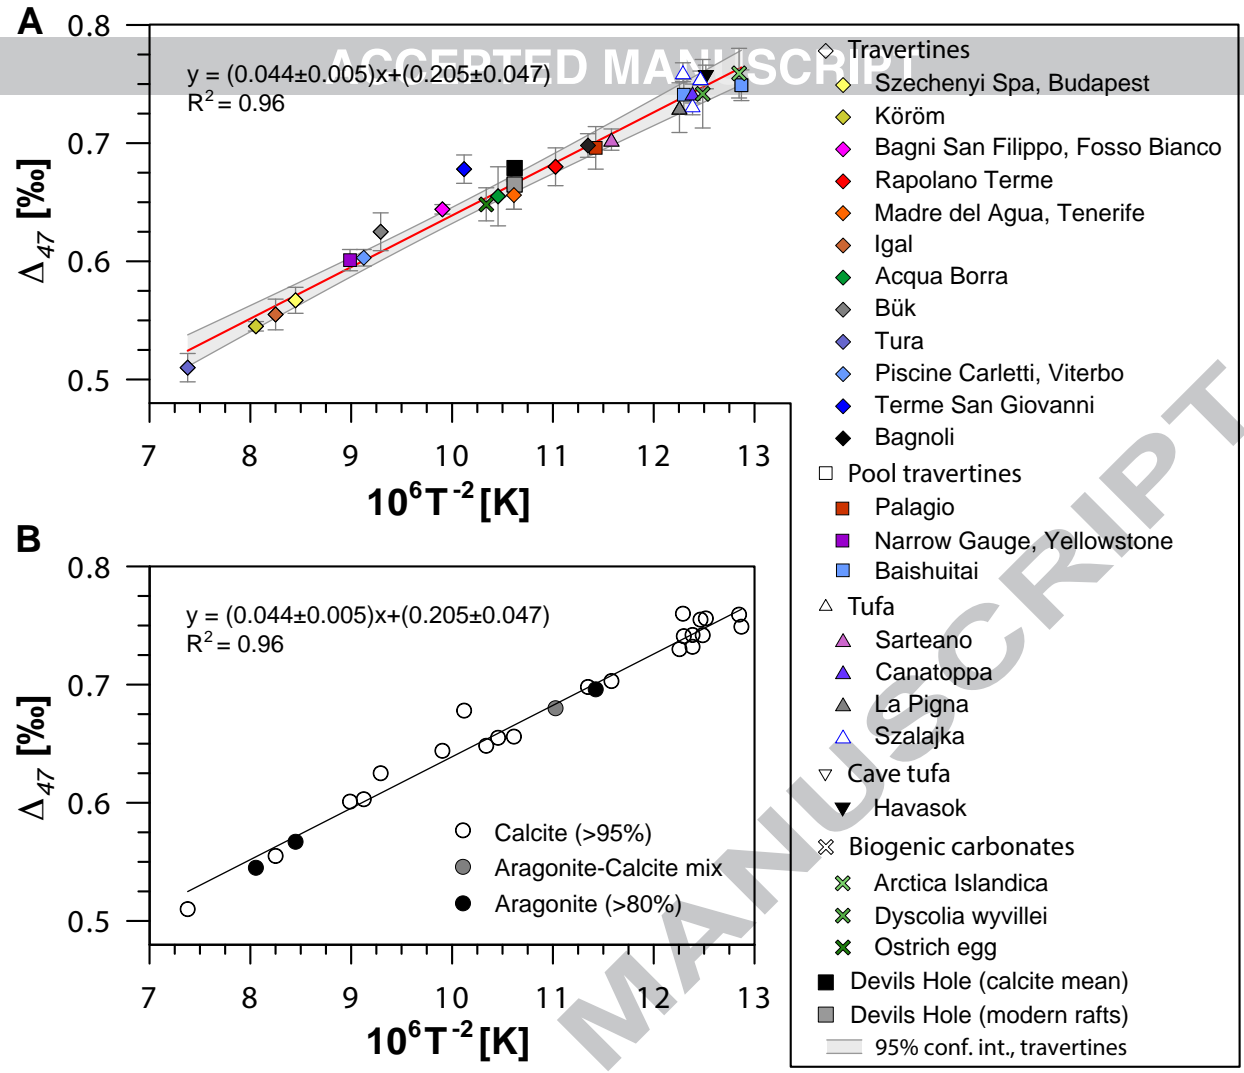 A
0.8
ACCEPTED MANUSCRIPT
y = (0.044±0.005)x+(0.205±0.047)
R² = 0.96
0.7
0.6
0.5
Δ47 [‰]
7 8 9 10 11 12 13
10⁶T⁻² [K]
B
0.8
y = (0.044±0.005)x+(0.205±0.047)
R² = 0.96
0.7
0.6
0.5
Δ47 [‰]
Calcite (>95%)
Aragonite-Calcite mix
Aragonite (>80%)
7 8 9 10 11 12 13
10⁶T⁻² [K]
Travertines
Szechenyi Spa, Budapest
Köröm
Bagni San Filippo, Fosso Bianco
Rapolano Terme
Madre del Agua, Tenerife
Igal
Acqua Borra
Bük
Tura
Piscine Carletti, Viterbo
Terme San Giovanni
Bagnoli
Pool travertines
Palagio
Narrow Gauge, Yellowstone
Baishuitai
Tufa
Sarteano
Canatoppa
La Pigna
Szalajka
Cave tufa
Havasok
Biogenic carbonates
Arctica Islandica
Dyscolia wyvillei
Ostrich egg
Devils Hole (calcite mean)
Devils Hole (modern rafts)
95% conf. int., travertines
MANUSCRIPT